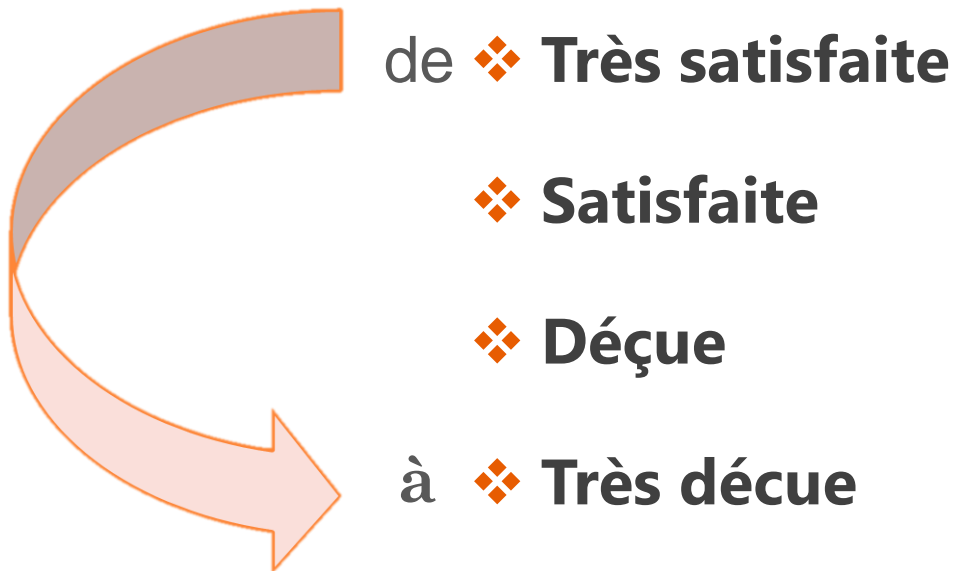 de ❖ Très satisfaite
❖ Satisfaite
❖ Déçue
à ❖ Très décue